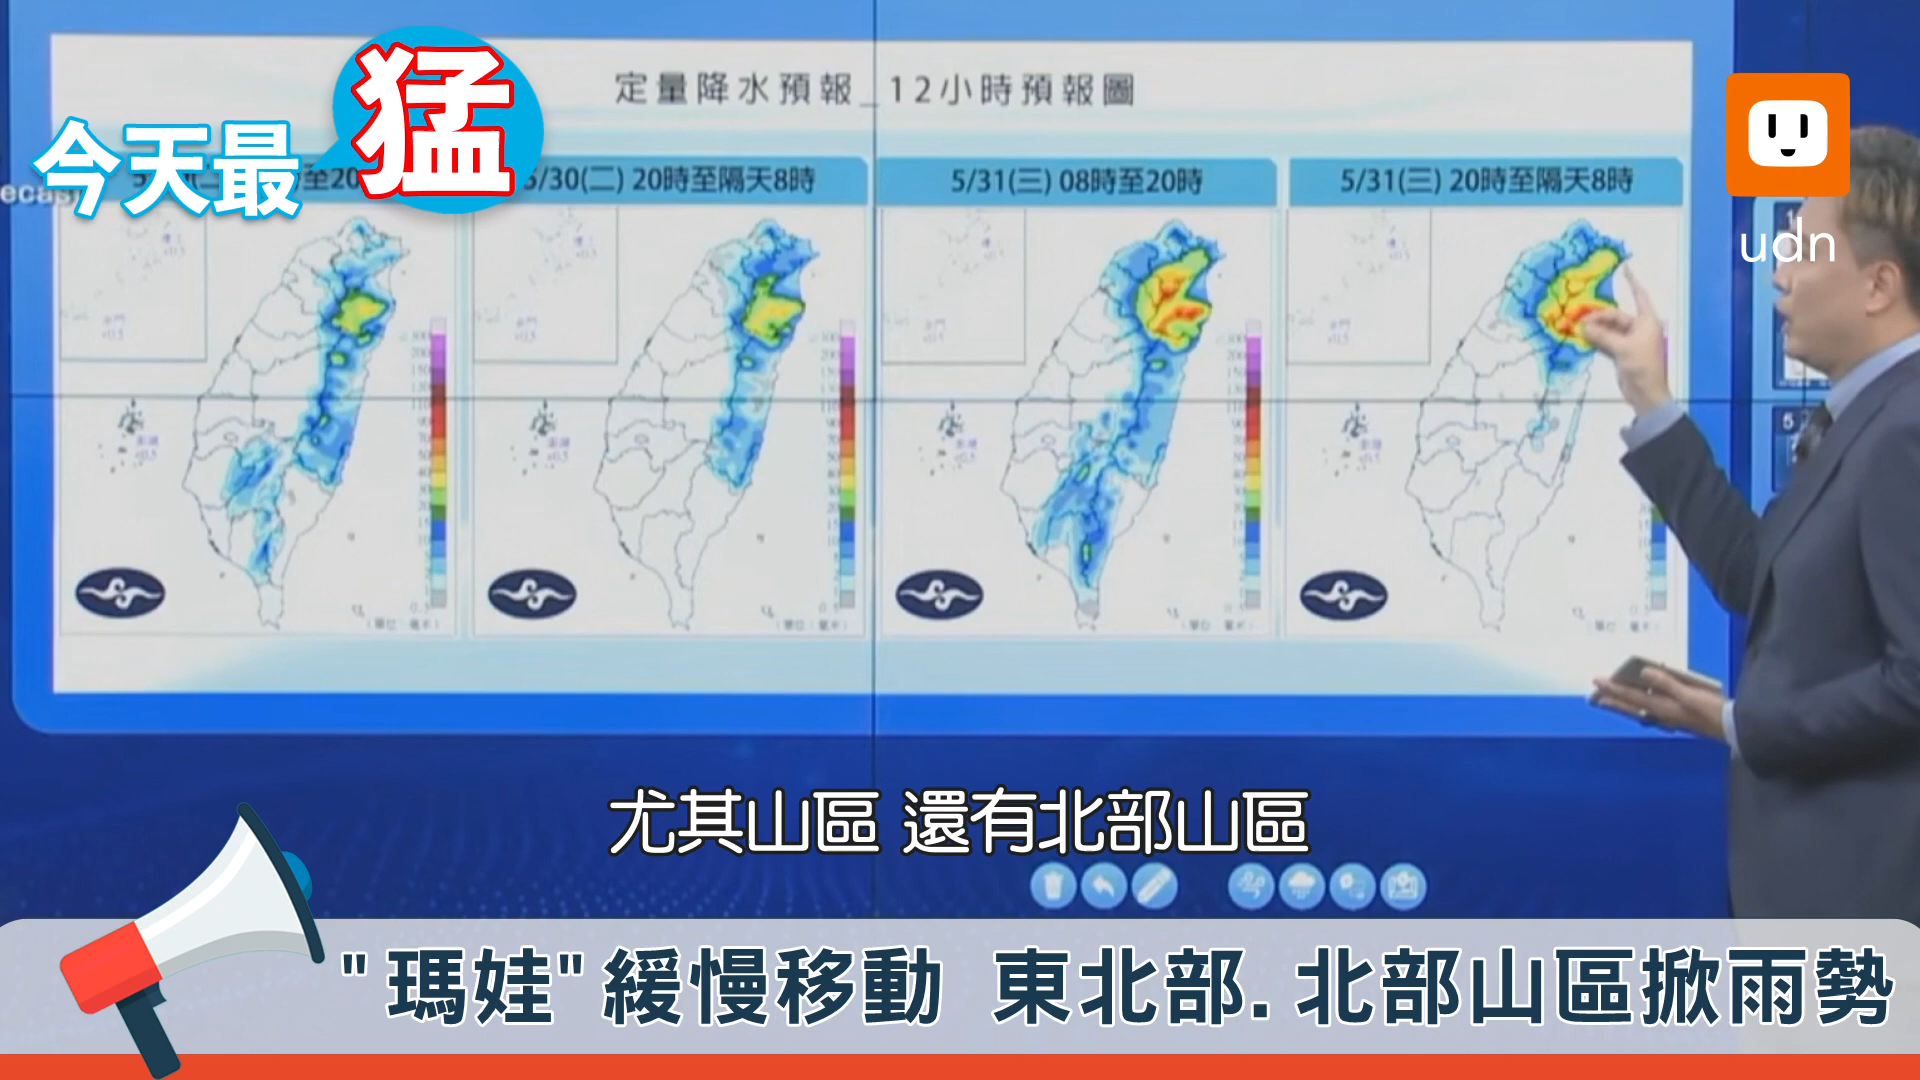 定量降水預報_12小時預報圖
今天最猛
udn
至20
5/30(二) 20時至隔天8時
5/31(三) 08時至20時
5/31(三) 20時至隔天8時
尤其山區 還有北部山區
"瑪娃"緩慢移動 東北部.北部山區掀雨勢